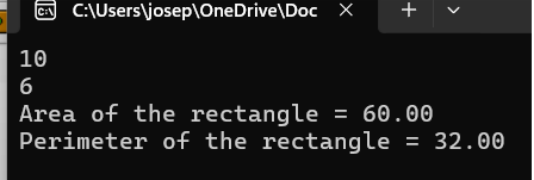 C:\Users\josep\OneDrive\Doc
10
6
Area of the rectangle = 60.00
Perimeter of the rectangle = 32.00